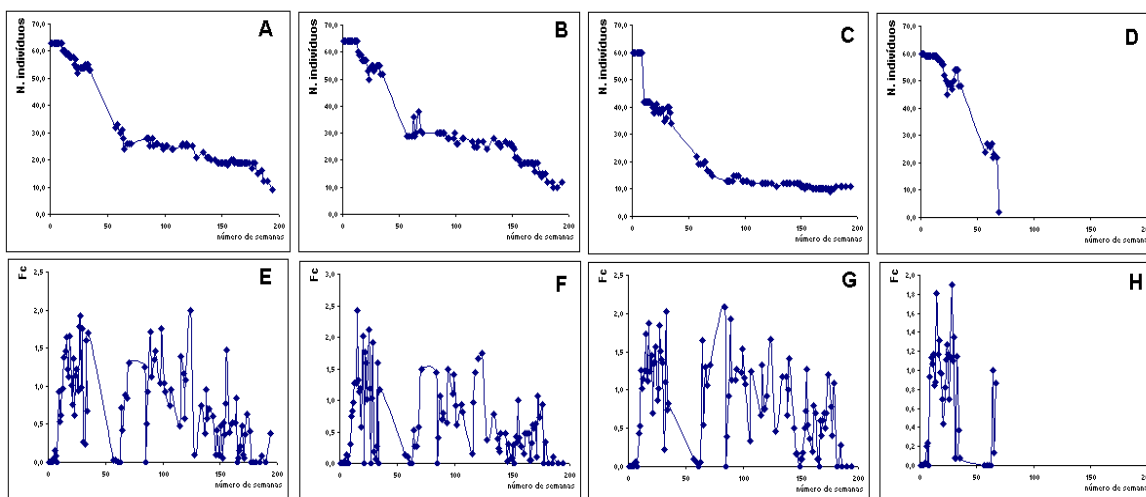 A
N. indivíduos
70,0
60,0
50,0
40,0
30,0
20,0
10,0
0,0
0 50 100 150 200
número de semanas
B
N. indivíduos
70,0
60,0
50,0
40,0
30,0
20,0
10,0
0,0
0 50 100 150 200
número de semanas
C
N. indivíduos
70,0
60,0
50,0
40,0
30,0
20,0
10,0
0,0
0 50 100 150 200
número de semanas
D
N. indivíduos
70,0
60,0
50,0
40,0
30,0
20,0
10,0
0,0
0 50 100 150 200
número de semanas
E
Fc
2,5
2,0
1,5
1,0
0,5
0,0
0 50 100 150 200
número de semanas
F
Fc
3,0
2,5
2,0
1,5
1,0
0,5
0,0
0 50 100 150 200
número de semanas
G
Fc
2,5
2,0
1,5
1,0
0,5
0,0
0 50 100 150 200
número de semanas
H
Fc
2,0
1,8
1,6
1,4
1,2
1,0
0,8
0,6
0,4
0,2
0,0
0 50 100 150 200
número de semanas